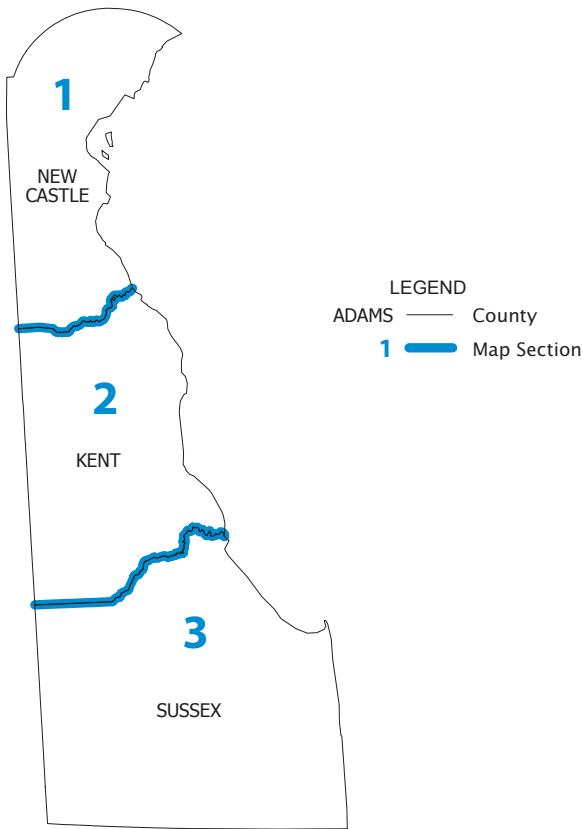 1
NEW
CASTLE
LEGEND
ADAMS County
1 Map Section
2
KENT
3
SUSSEX